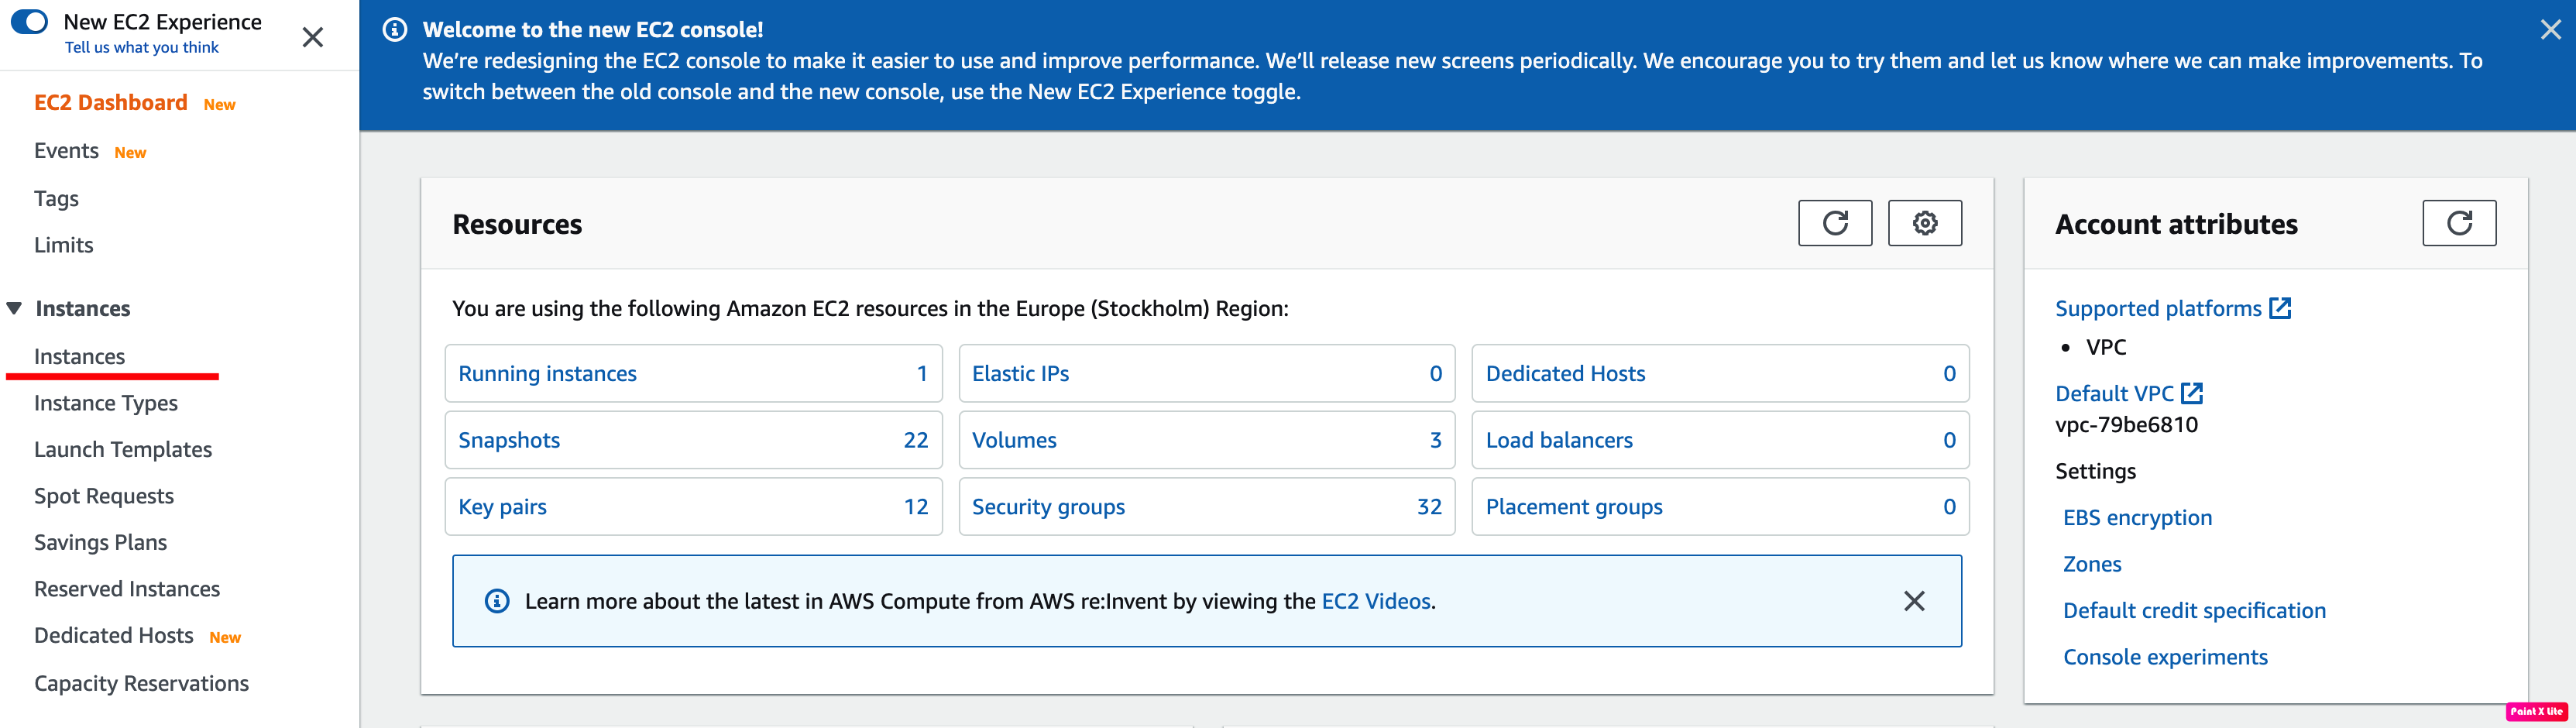 New EC2 Experience
Tell us what you think
EC2 Dashboard New
Events New
Tags
Limits
Instances
Instances
Instance Types
Launch Templates
Spot Requests
Savings Plans
Reserved Instances
Dedicated Hosts New
Capacity Reservations
Welcome to the new EC2 console!
We're redesigning the EC2 console to make it easier to use and improve performance. We'll release new screens periodically. We encourage you to try them and let us know where we can make improvements. To
switch between the old console and the new console, use the New EC2 Experience toggle.
Resources
You are using the following Amazon EC2 resources in the Europe (Stockholm) Region:
Running instances 1
Elastic IPs 0
Dedicated Hosts 0
Snapshots 22
Volumes 3
Load balancers 0
Key pairs 12
Security groups 32
Placement groups 0
Learn more about the latest in AWS Compute from AWS re:Invent by viewing the EC2 Videos.
Account attributes
Supported platforms
• VPC
Default VPC
vpc-79be6810
Settings
EBS encryption
Zones
Default credit specification
Console experiments
Paint X lite